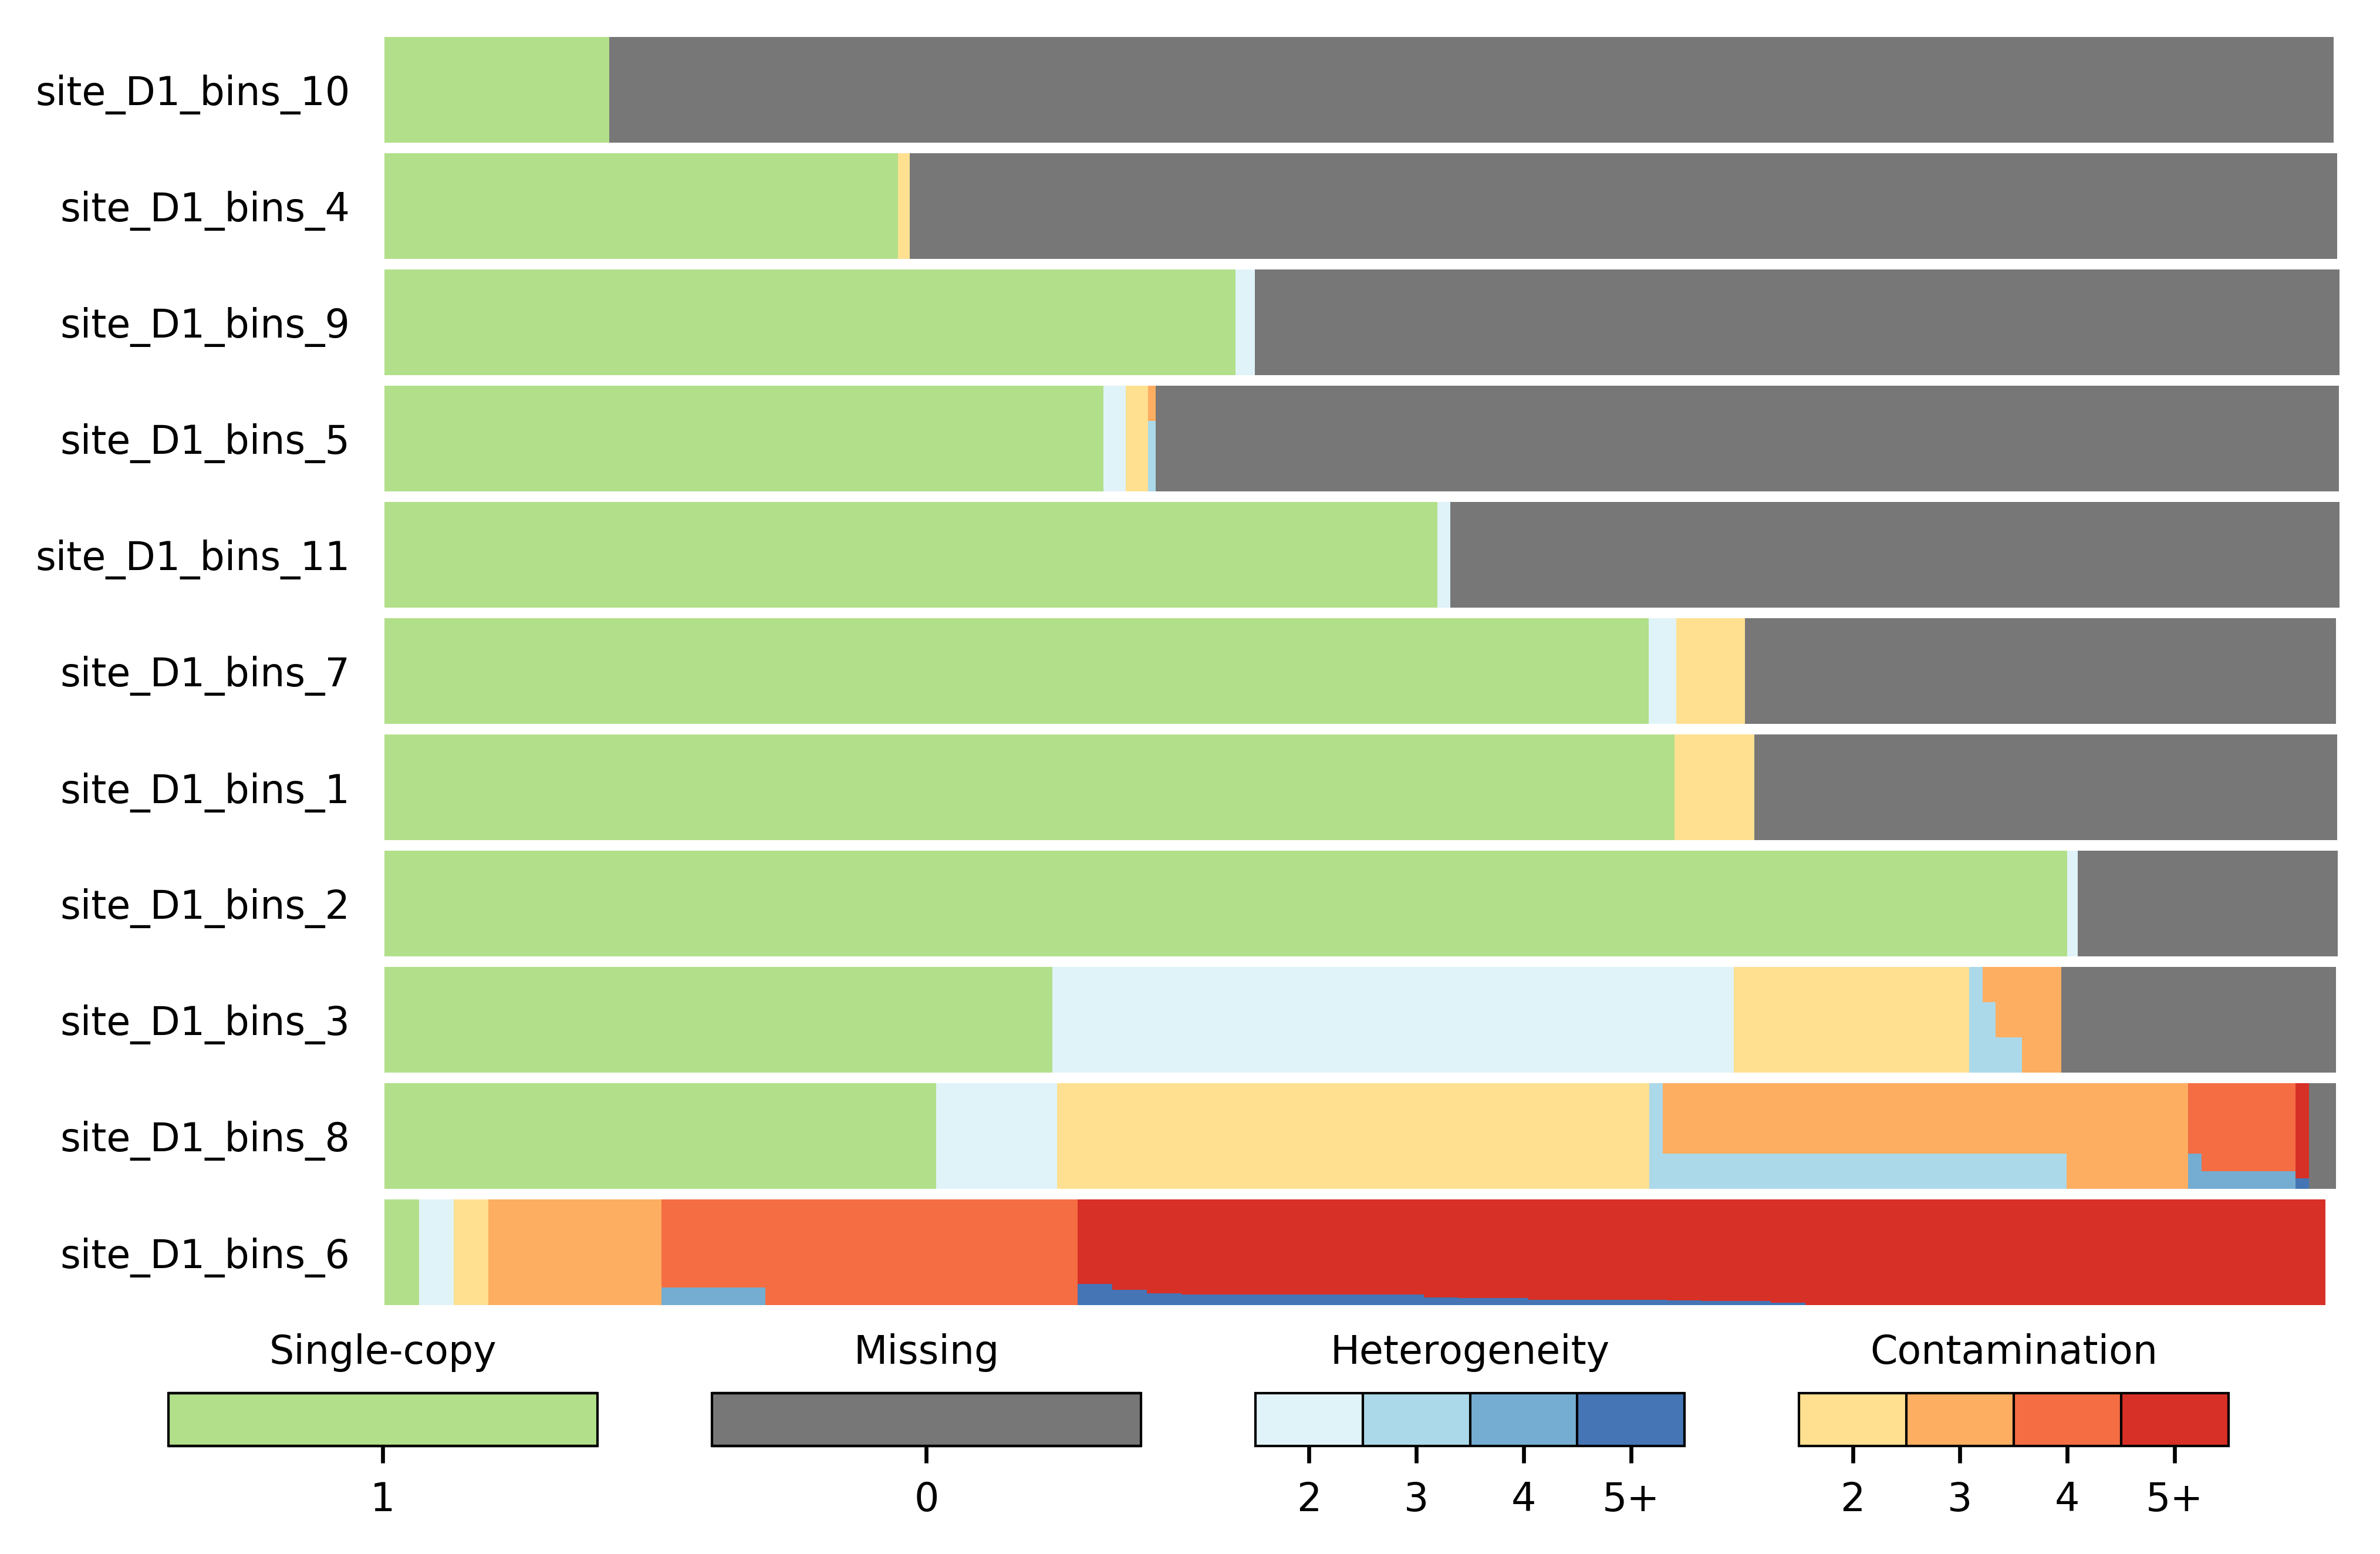 site_D1_bins_10
site_D1_bins_4
site_D1_bins_9
site_D1_bins_5
site_D1_bins_11
site_D1_bins_7
site_D1_bins_1
site_D1_bins_2
site_D1_bins_3
site_D1_bins_8
site_D1_bins_6
Single-copy Missing Heterogeneity Contamination
1 0 2 3 4 5+ 2 3 4 5+